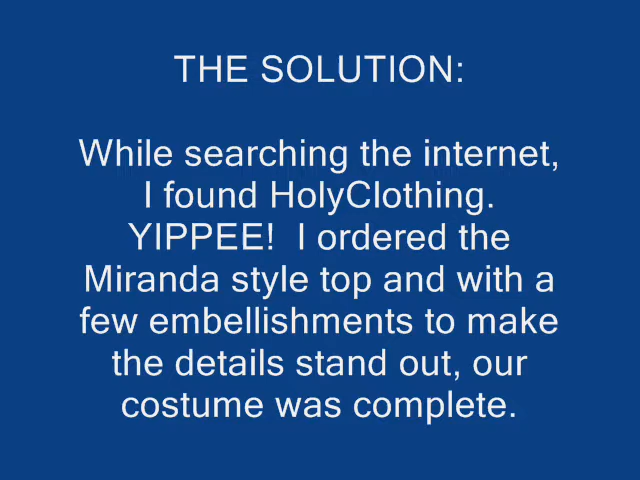 THE SOLUTION:
While searching the internet,
I found HolyClothing.
YIPPEE!  I ordered the
Miranda style top and with a
few embellishments to make
the details stand out, our
costume was complete.